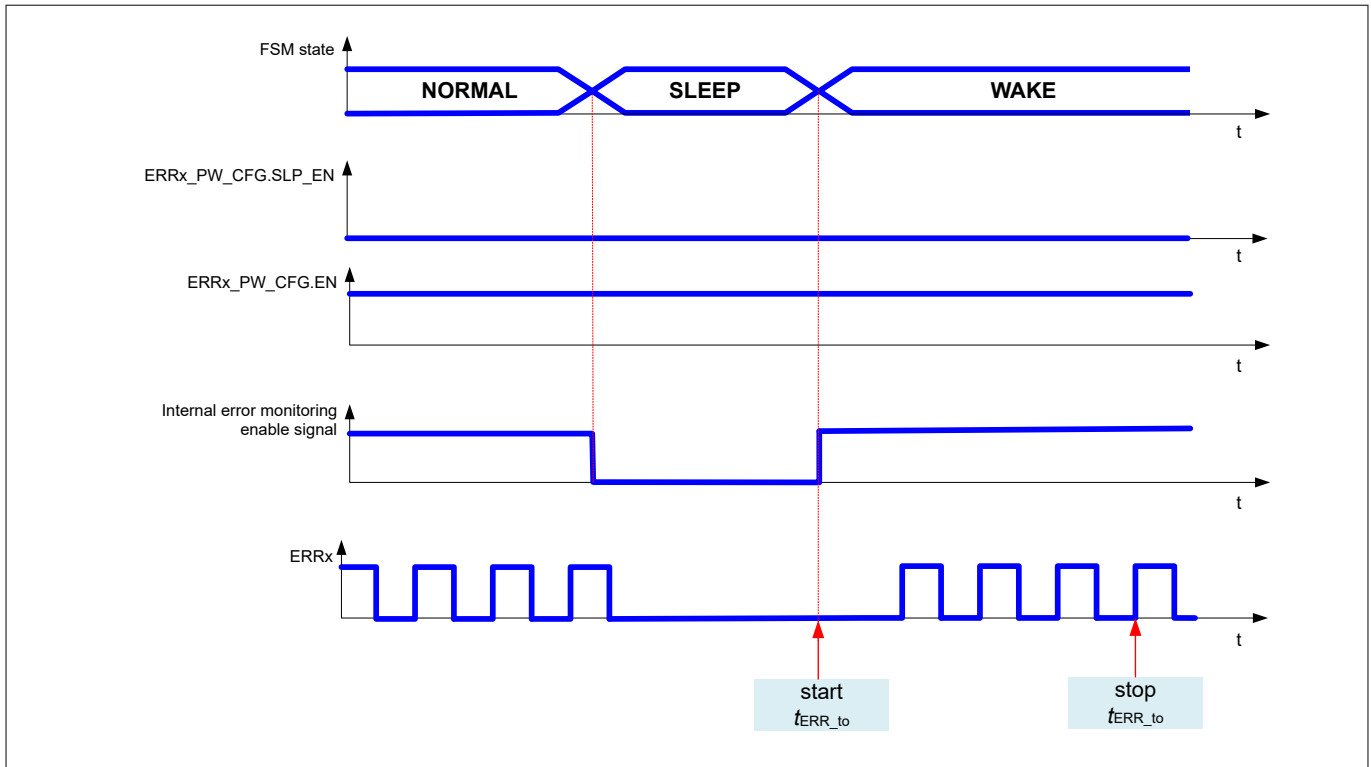 FSM state
NORMAL
SLEEP
WAKE
t
ERRx_PW_CFG.SLP_EN
t
ERRx_PW_CFG.EN
t
Internal error monitoring
enable signal
t
ERRx
t
start
tERR_to
stop
tERR_to